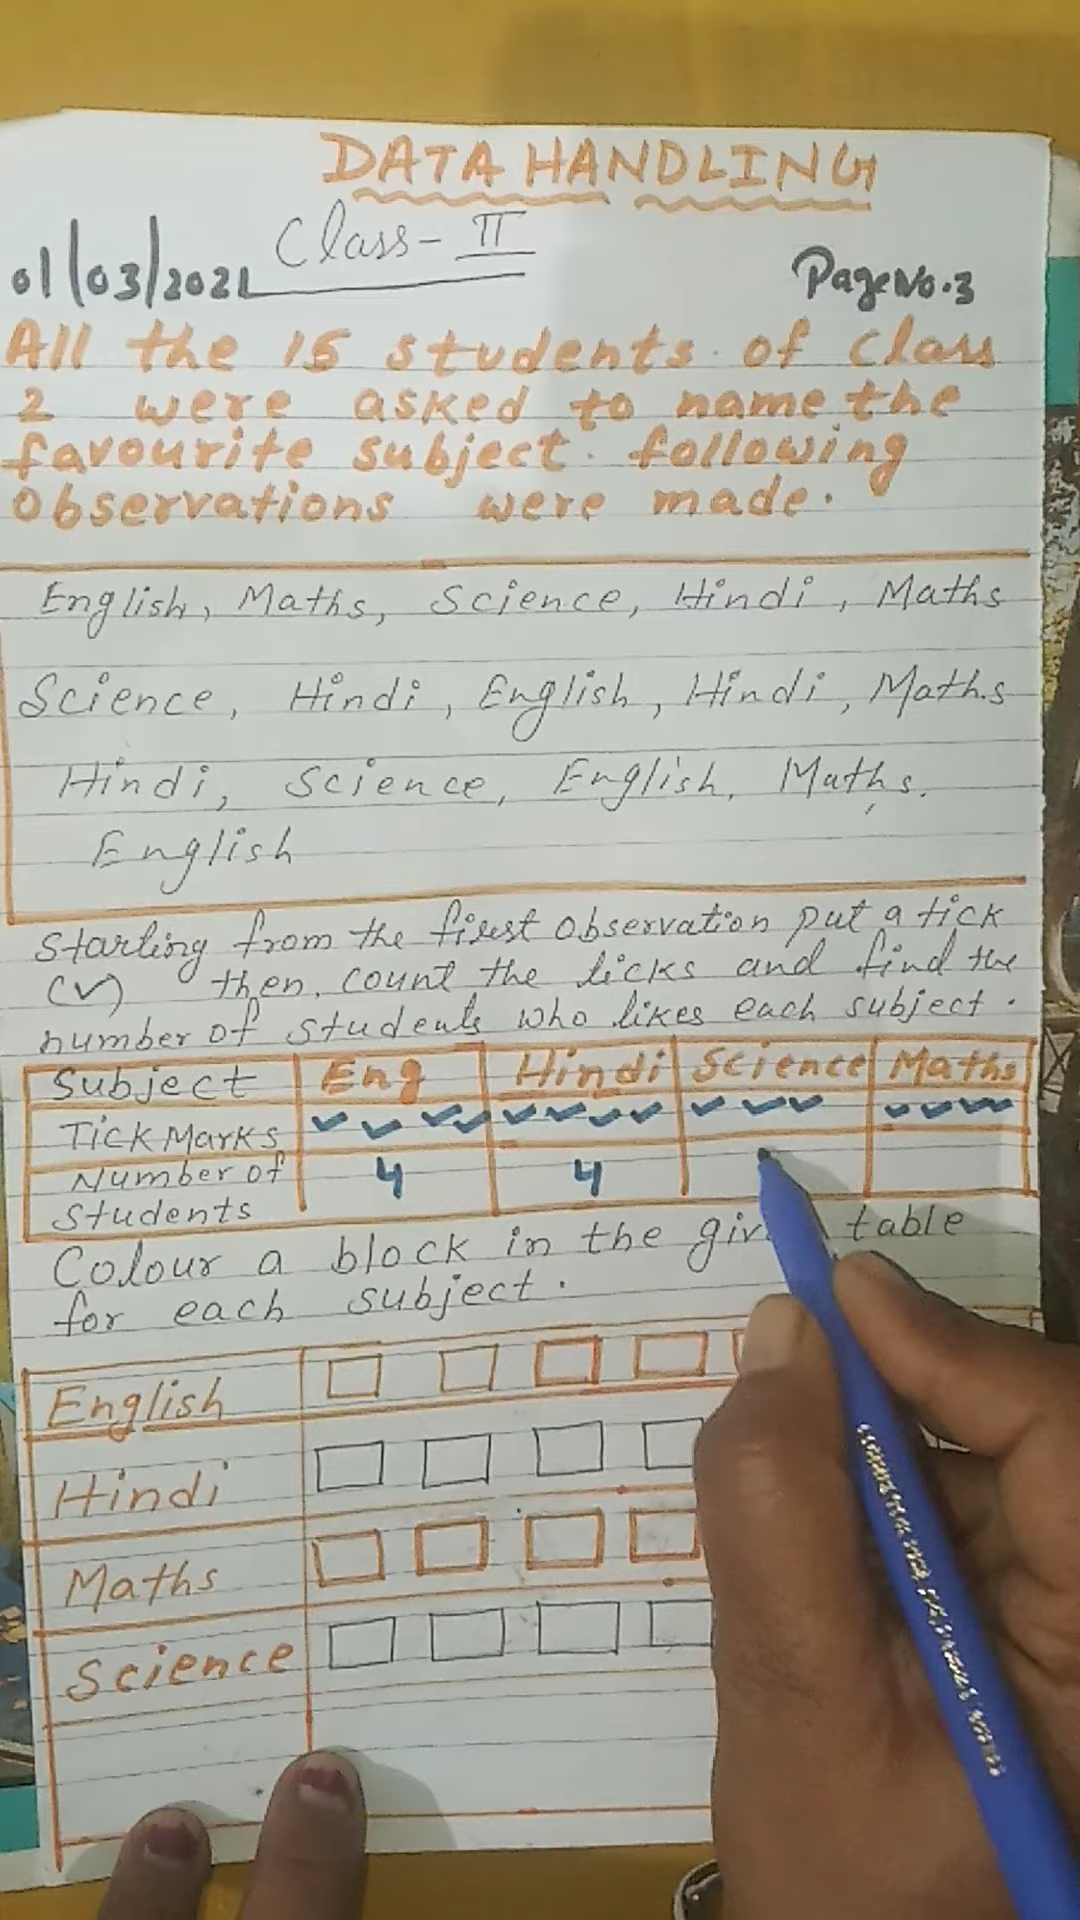 DATA HANDLING
Class - II
01/03/2021
Page No. 3
All the 15 students of Class
2 were asked to name the
favourite subject. following
Observations were made.
English, Maths, Science, Hindi, Maths
Science, Hindi, English, Hindi, Maths
Hindi, Science, English, Maths,
English
Starting from the first observation put a tick
(✓) then, count the ticks and find the
number of students who likes each subject.
Subject Eng Hindi Science Maths
Tick Marks ✓ ✓ ✓ ✓ ✓ ✓ ✓ ✓ ✓ ✓ ✓ ✓ ✓ ✓ ✓
Number of 4 4
Students
Colour a block in the table
for each subject.
English
Hindi
Maths
Science